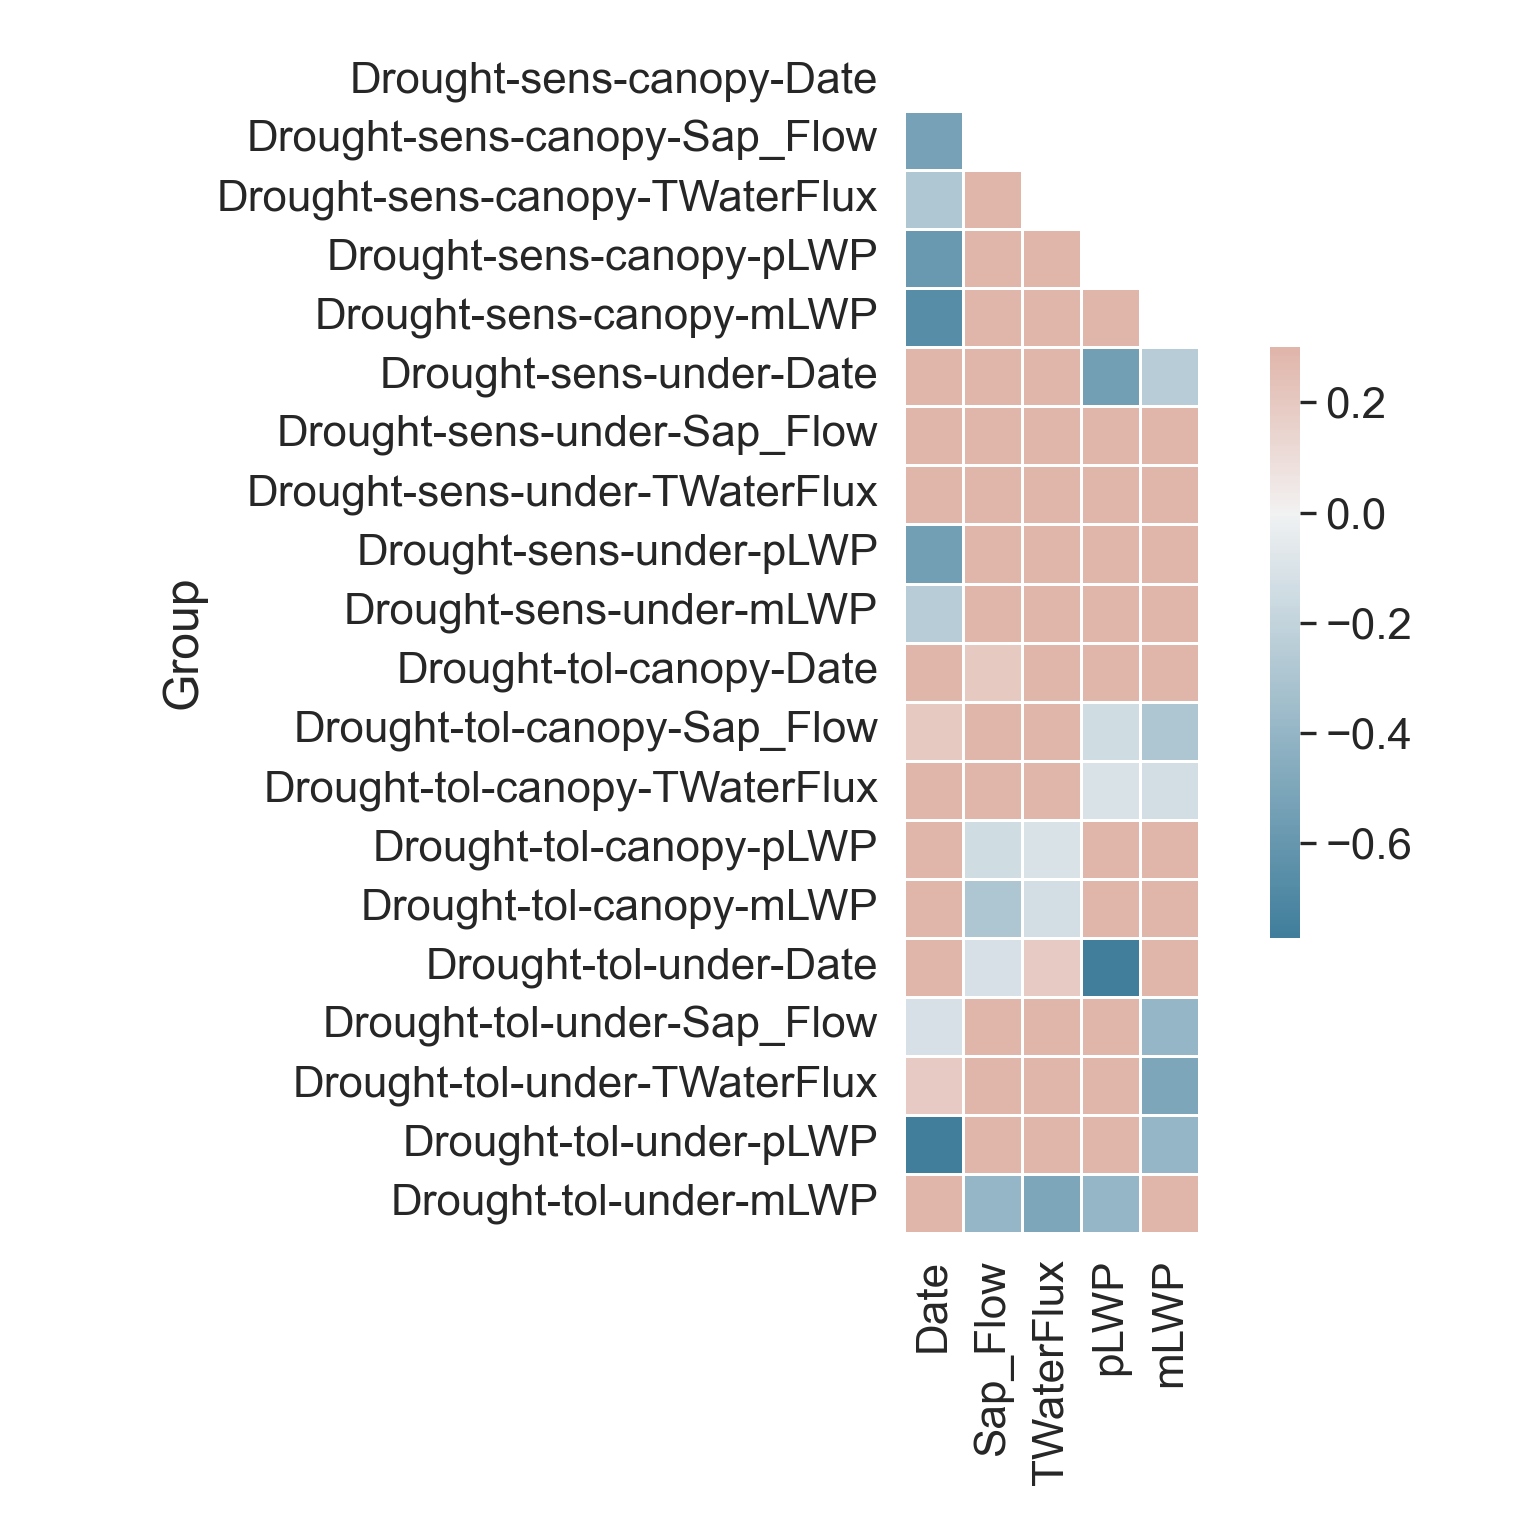 Drought-sens-canopy-Date
Drought-sens-canopy-Sap_Flow
Drought-sens-canopy-TWaterFlux
Drought-sens-canopy-pLWP
Drought-sens-canopy-mLWP
Drought-sens-under-Date
Drought-sens-under-Sap_Flow
Drought-sens-under-TWaterFlux
Drought-sens-under-pLWP
Drought-sens-under-mLWP
Drought-tol-canopy-Date
Drought-tol-canopy-Sap_Flow
Drought-tol-canopy-TWaterFlux
Drought-tol-canopy-pLWP
Drought-tol-canopy-mLWP
Drought-tol-under-Date
Drought-tol-under-Sap_Flow
Drought-tol-under-TWaterFlux
Drought-tol-under-pLWP
Drought-tol-under-mLWP
Group
Date
Sap_Flow
TWaterFlux
pLWP
mLWP
0.2
0.0
−0.2
−0.4
−0.6